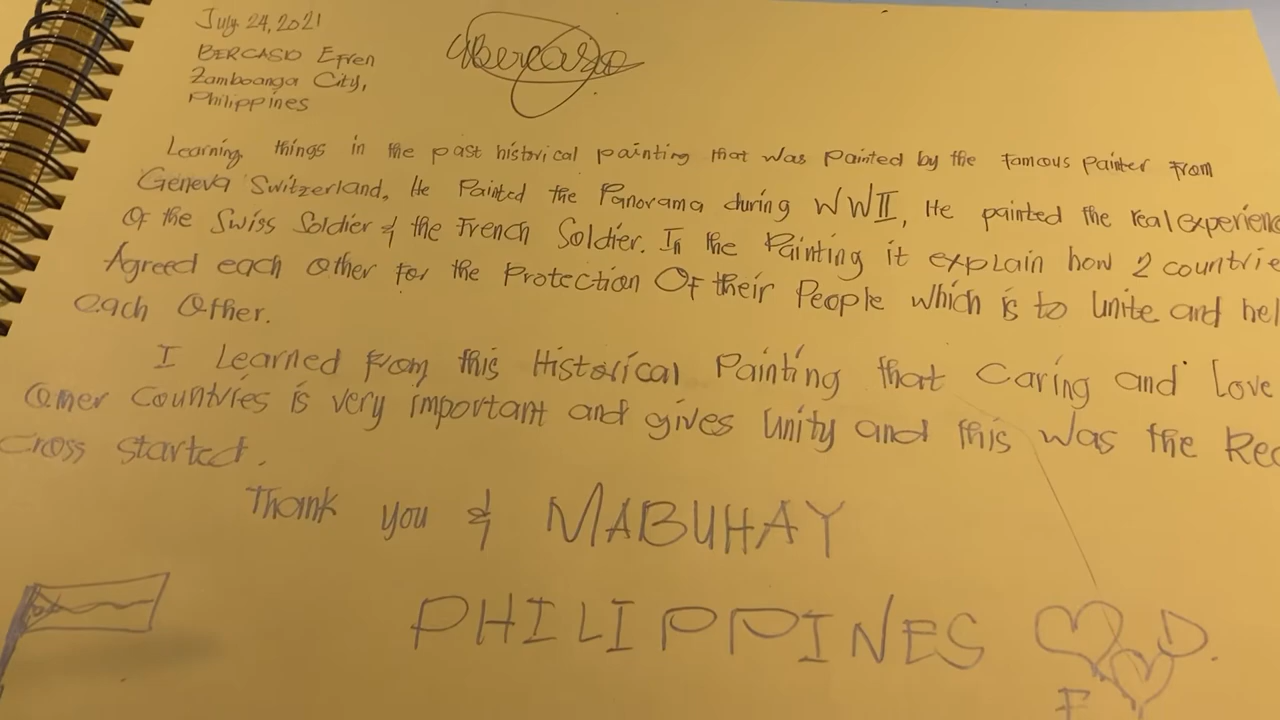 July 24, 2021
BERCASIO Efren
Zamboanga City,
Philippines
Learning things in the past historical painting that was painted by the famous painter from
Geneva Switzerland, He Painted the Panorama during WWII, He painted the real experienc
Of the Swiss Soldier & the French Soldier. In the Painting it explain how 2 countrie
Agreed each Other for the Protection Of their People which is to Unite and hel
each Other.
I Learned from this Historical Painting that Caring and Love
Other Countries is very important and gives Unity and this was the Red
Cross started.
Thank you & MABUHAY
PHILIPPINES D.
E